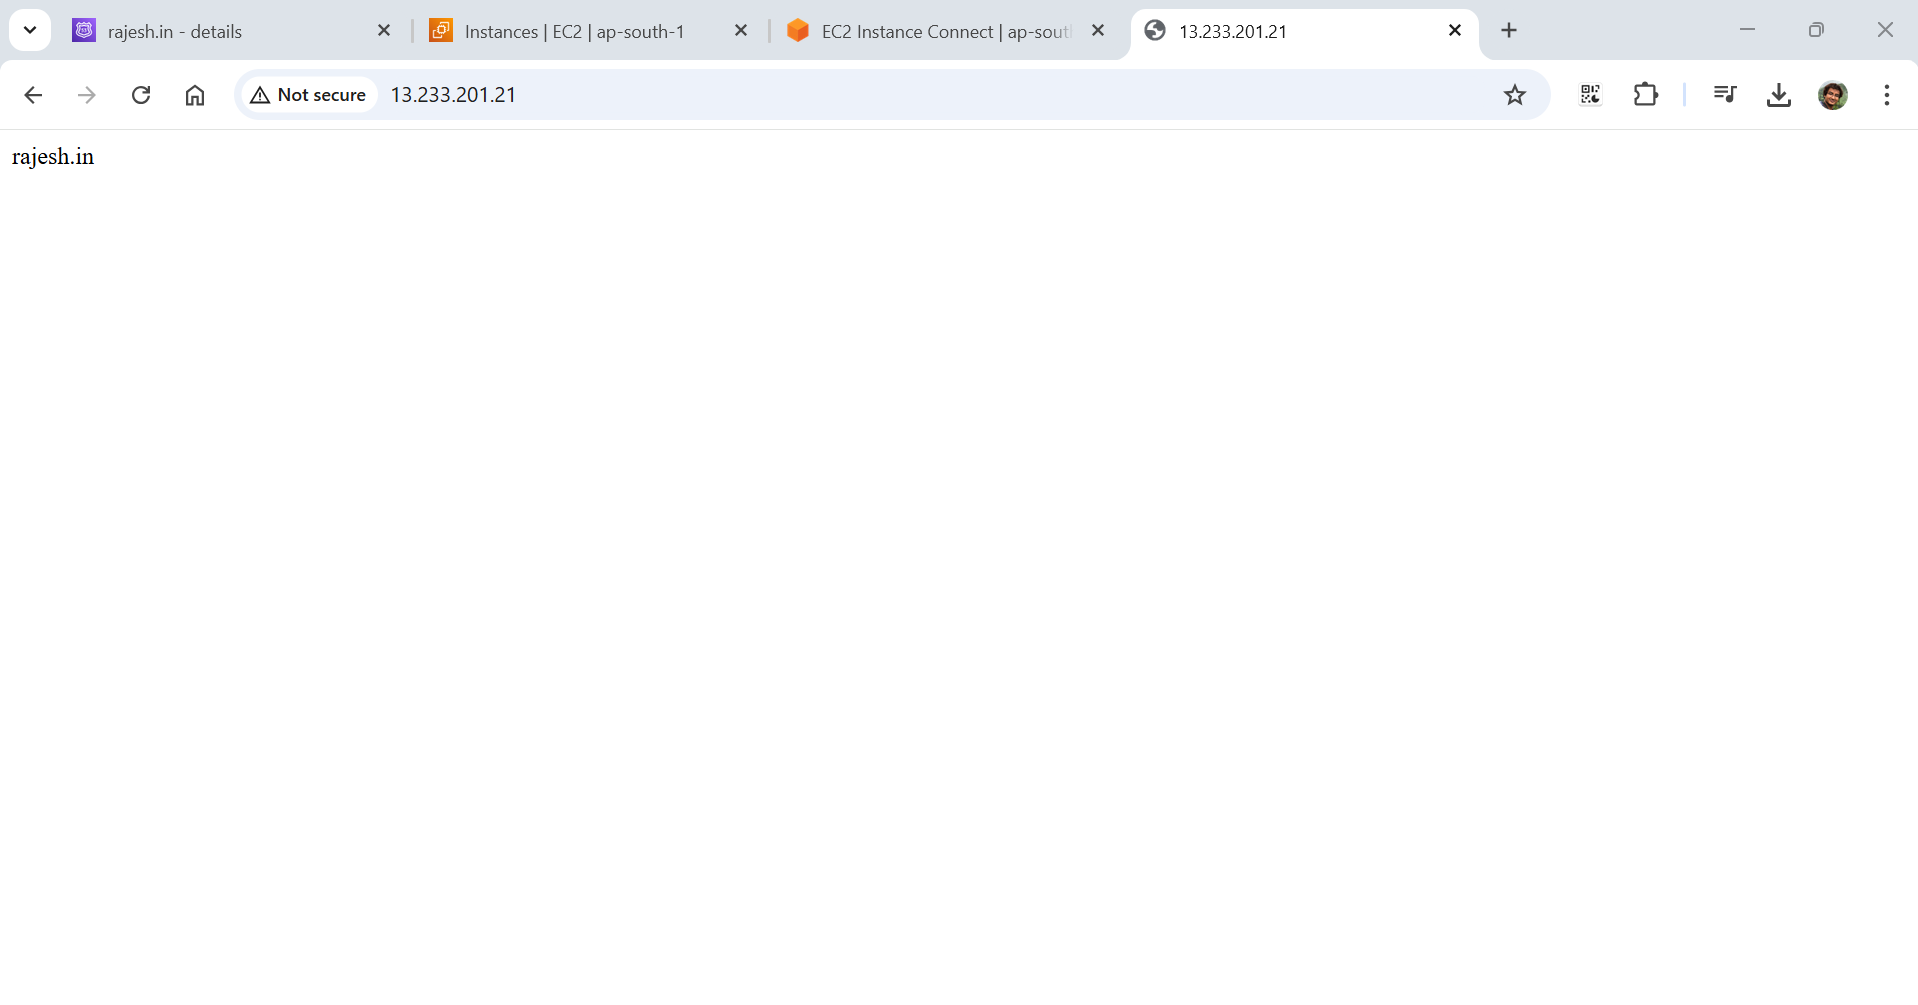 rajesh.in - details
Instances | EC2 | ap-south-1
EC2 Instance Connect | ap-sout
13.233.201.21
Not secure
13.233.201.21
rajesh.in